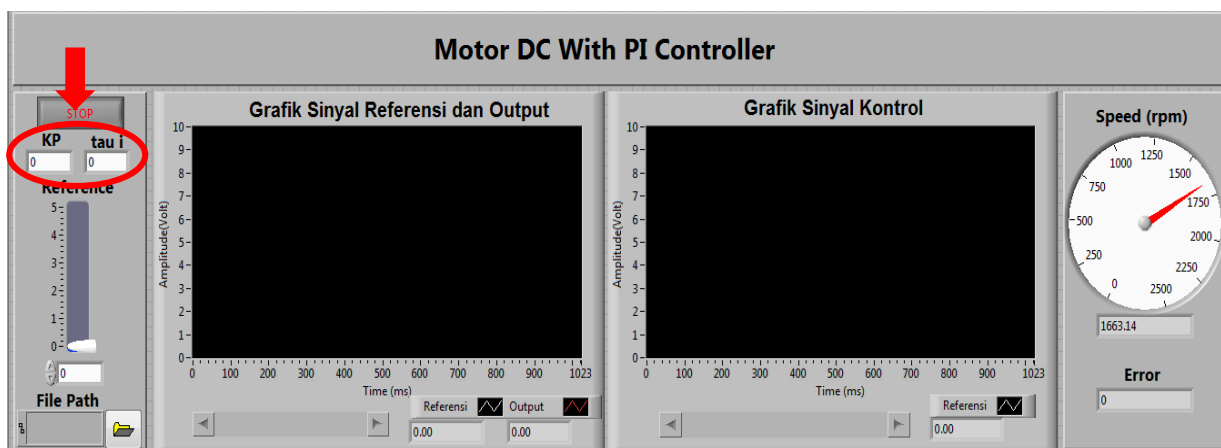 Motor DC With PI Controller
STOP
KP tau i
0 0
Reference
5
4
3
2
1
0
0
File Path
Grafik Sinyal Referensi dan Output
Amplitude(Volt)
10
9
8
7
6
5
4
3
2
1
0
0 100 200 300 400 500 600 700 800 900 1023
Time (ms)
Referensi Output
0.00 0.00
Grafik Sinyal Kontrol
Amplitude(Volt)
10
9
8
7
6
5
4
3
2
1
0
0 100 200 300 400 500 600 700 800 900 1023
Time (ms)
Referensi
0.00
Speed (rpm)
0 250 500 750 1000 1250 1500 1750 2000 2250 2500
1663.14
Error
0